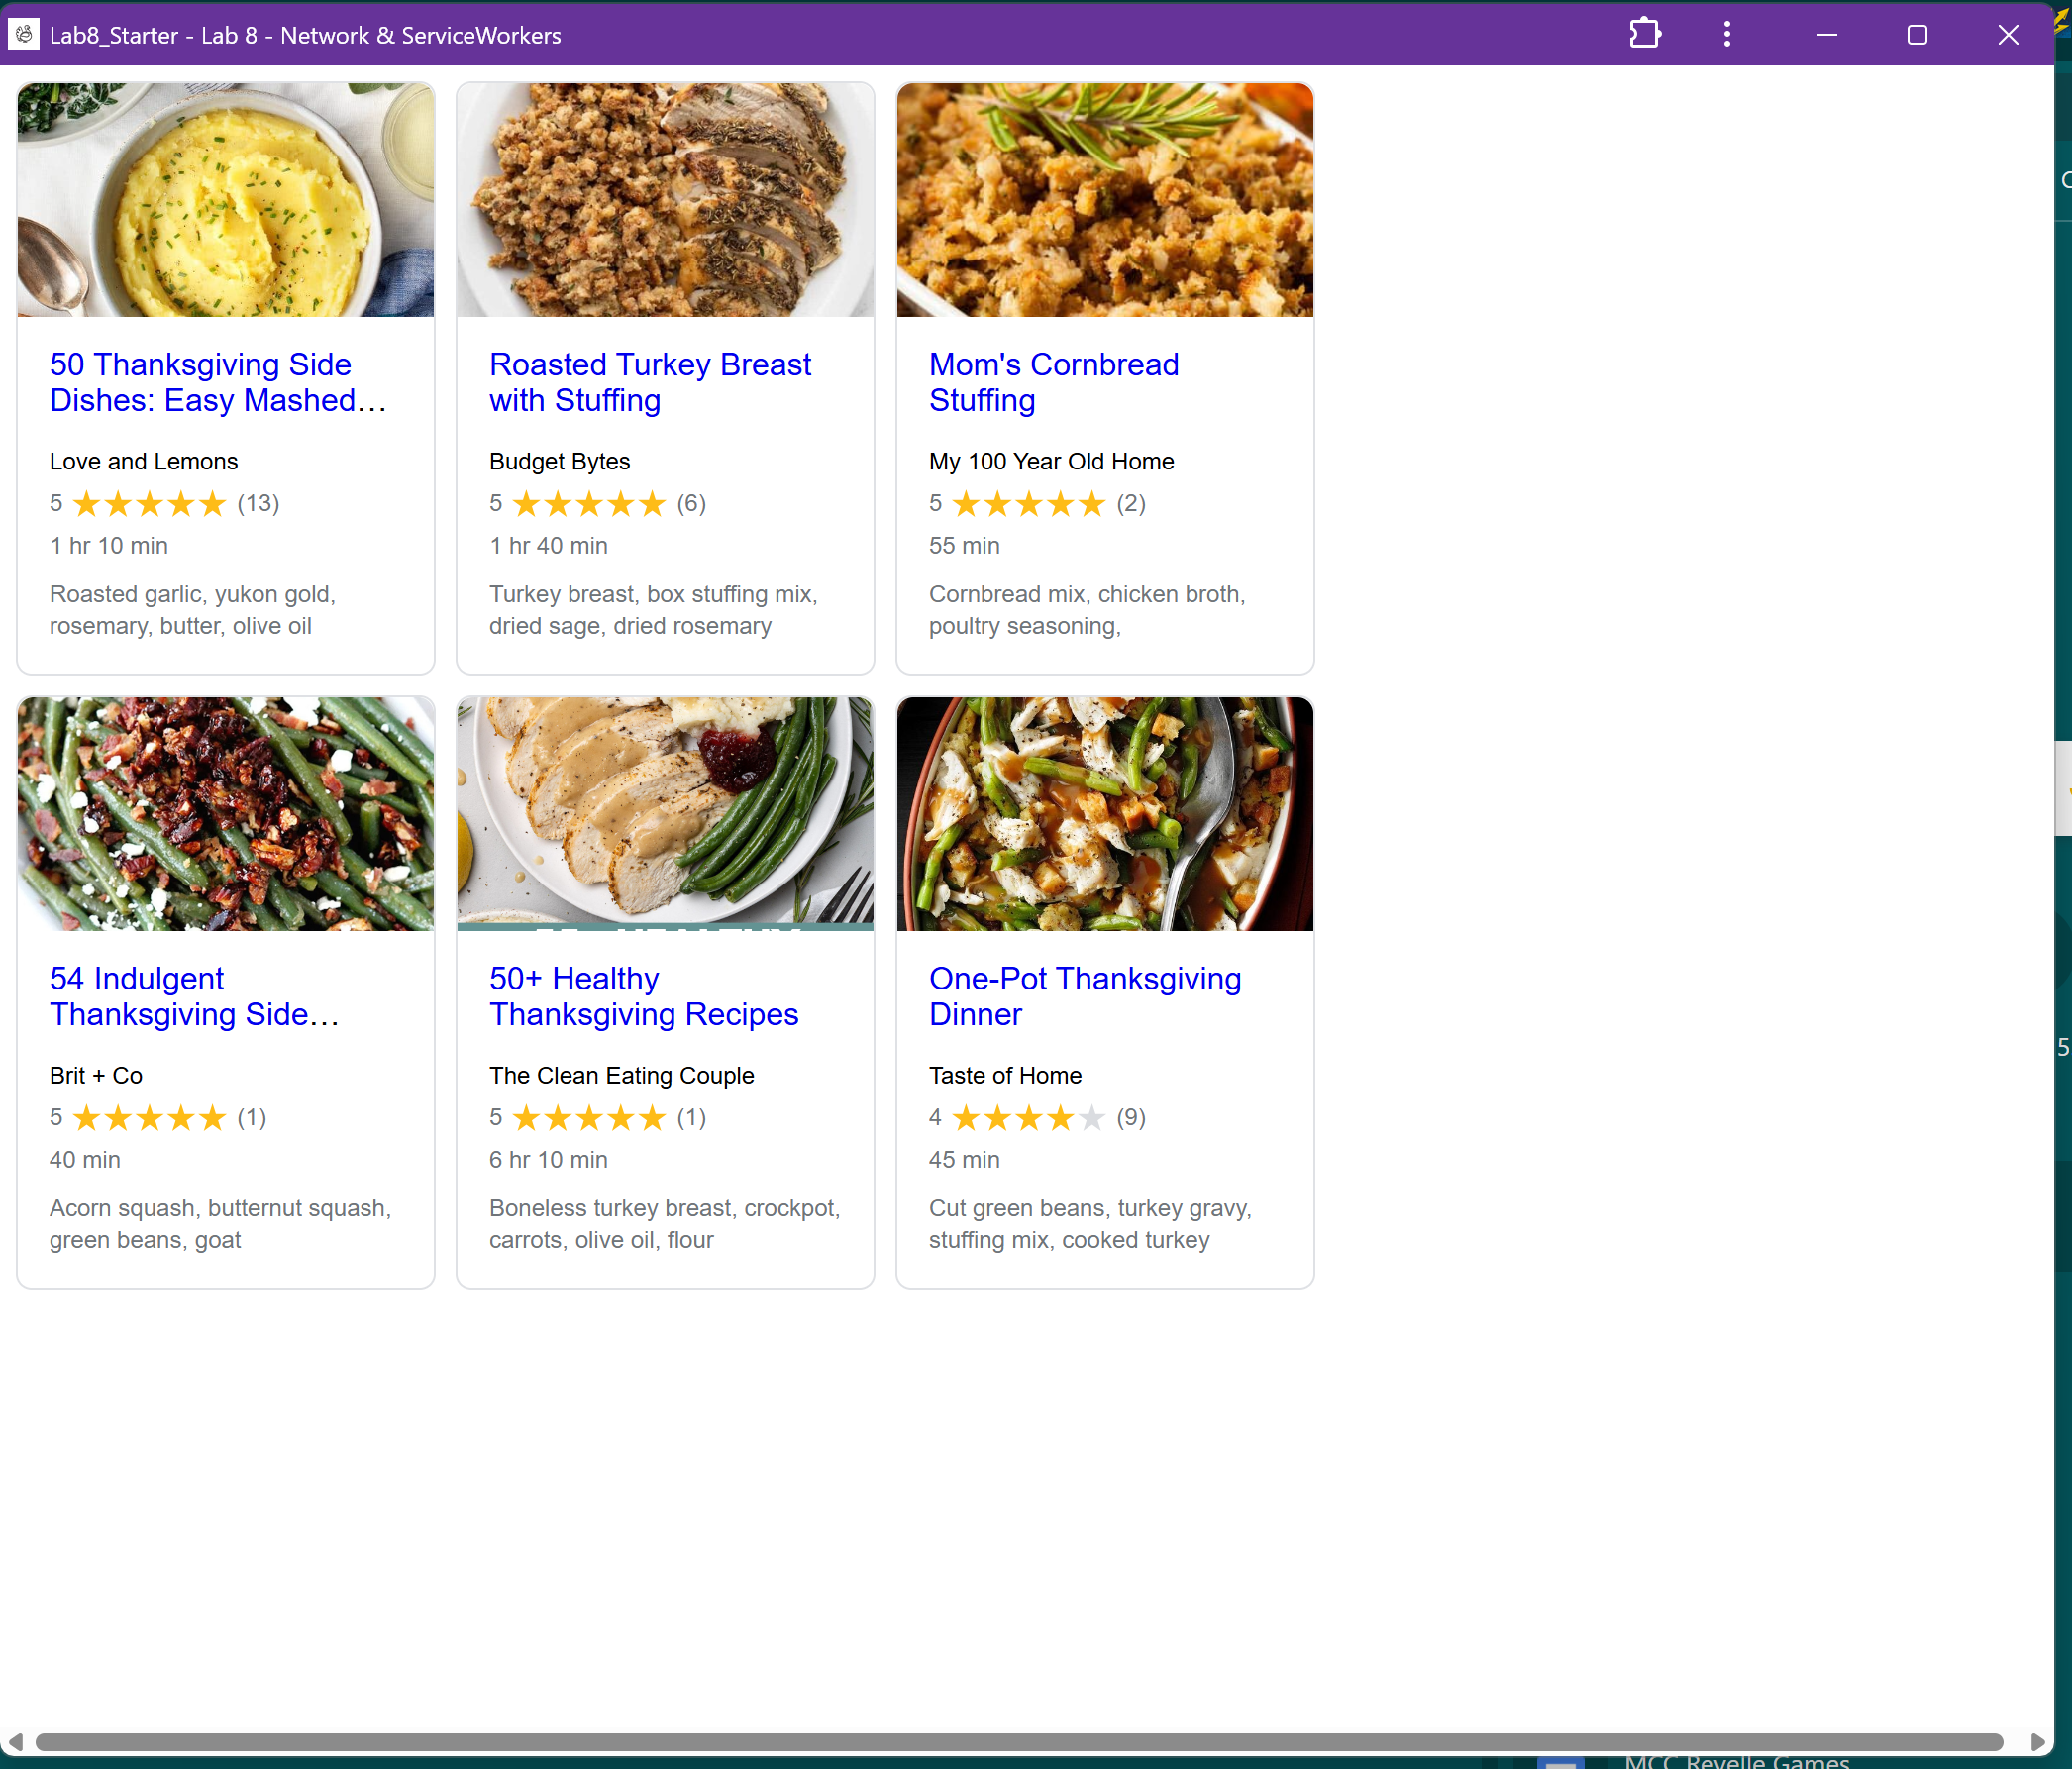 Lab8_Starter - Lab 8 - Network & ServiceWorkers
50 Thanksgiving Side
Dishes: Easy Mashed…
Love and Lemons
5 ★★★★★ (13)
1 hr 10 min
Roasted garlic, yukon gold,
rosemary, butter, olive oil
Roasted Turkey Breast
with Stuffing
Budget Bytes
5 ★★★★★ (6)
1 hr 40 min
Turkey breast, box stuffing mix,
dried sage, dried rosemary
Mom's Cornbread
Stuffing
My 100 Year Old Home
5 ★★★★★ (2)
55 min
Cornbread mix, chicken broth,
poultry seasoning,
54 Indulgent
Thanksgiving Side…
Brit + Co
5 ★★★★★ (1)
40 min
Acorn squash, butternut squash,
green beans, goat
50+ Healthy
Thanksgiving Recipes
The Clean Eating Couple
5 ★★★★★ (1)
6 hr 10 min
Boneless turkey breast, crockpot,
carrots, olive oil, flour
One-Pot Thanksgiving
Dinner
Taste of Home
4 ★★★★★ (9)
45 min
Cut green beans, turkey gravy,
stuffing mix, cooked turkey
5
MCC Revelle Games